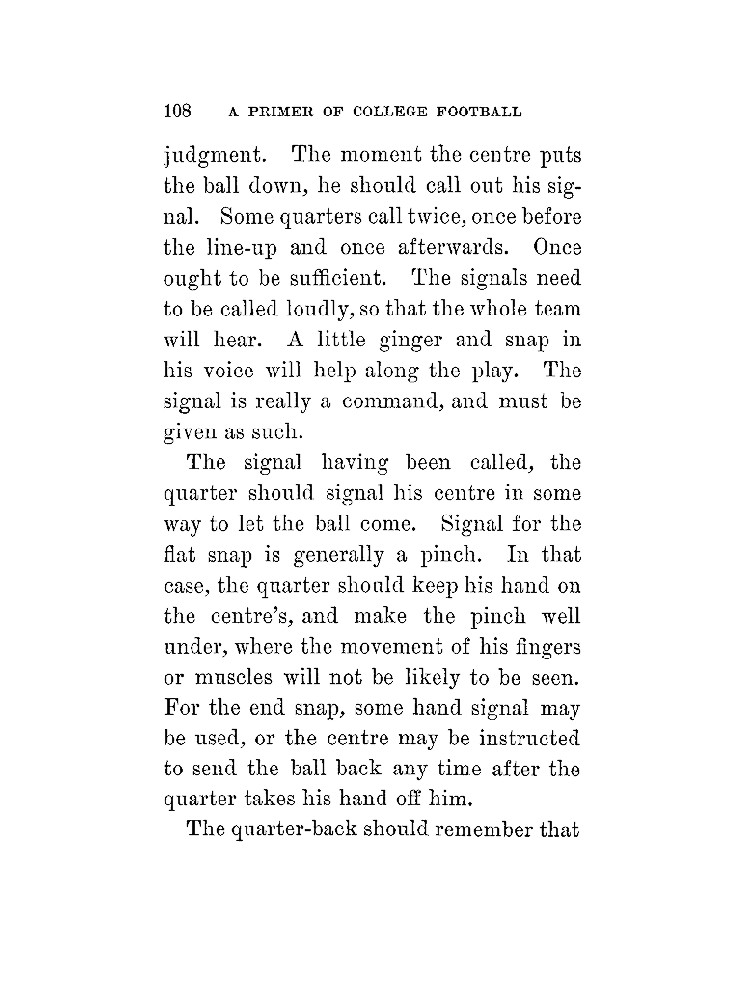 108 A PRIMER OF COLLEGE FOOTBALL
judgment. The moment the centre puts
the ball down, he should call out his sig-
nal. Some quarters call twice, once before
the line-up and once afterwards. Once
ought to be sufficient. The signals need
to be called loudly, so that the whole team
will hear. A little ginger and snap in
his voice will help along the play. The
signal is really a command, and must be
given as such.
The signal having been called, the
quarter should signal his centre in some
way to let the ball come. Signal for the
flat snap is generally a pinch. In that
case, the quarter should keep his hand on
the centre's, and make the pinch well
under, where the movement of his fingers
or muscles will not be likely to be seen.
For the end snap, some hand signal may
be used, or the centre may be instructed
to send the ball back any time after the
quarter takes his hand off him.
The quarter-back should remember that